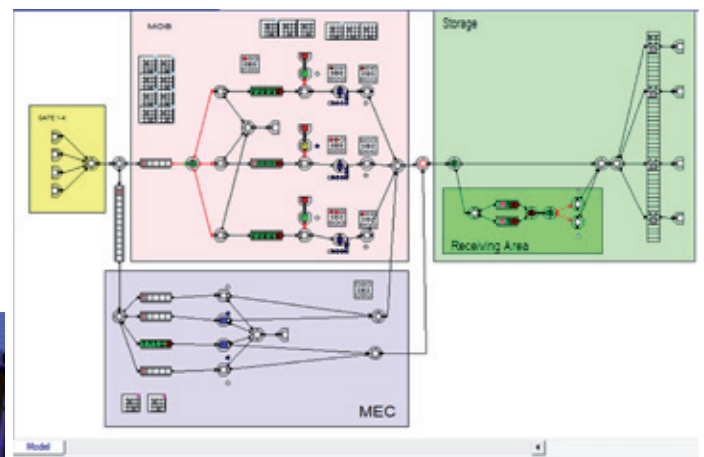 MOB
Storage
GATE 1-4
Receiving Area
MEC
Model